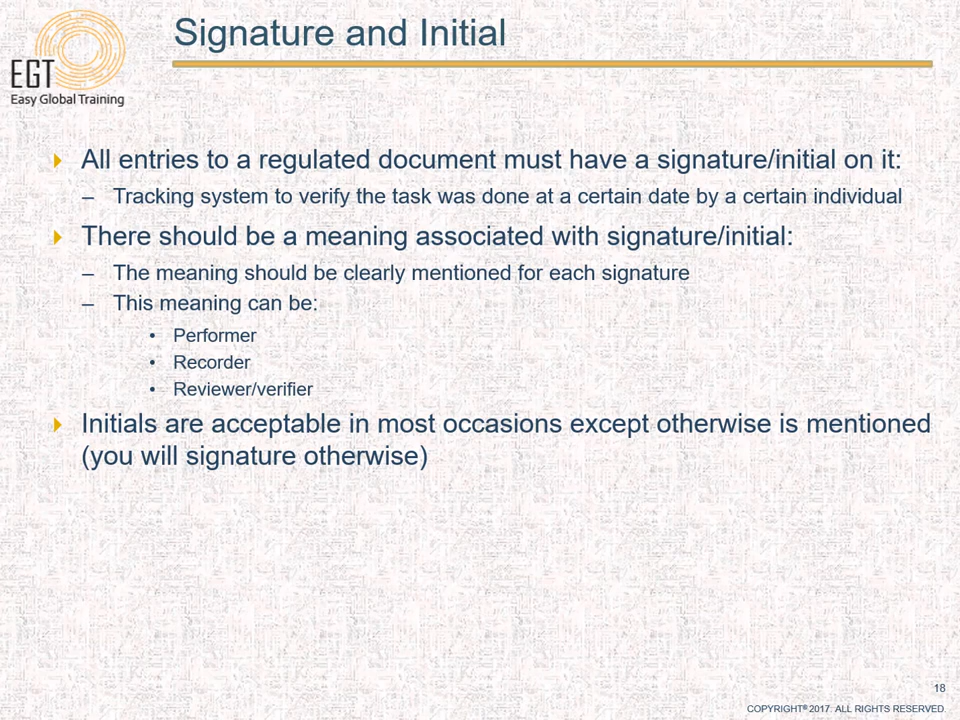 Signature and Initial
EGT
Easy Global Training
All entries to a regulated document must have a signature/initial on it:
– Tracking system to verify the task was done at a certain date by a certain individual
There should be a meaning associated with signature/initial:
– The meaning should be clearly mentioned for each signature
– This meaning can be:
• Performer
• Recorder
• Reviewer/verifier
Initials are acceptable in most occasions except otherwise is mentioned
(you will signature otherwise)
18
COPYRIGHT® 2017. ALL RIGHTS RESERVED.